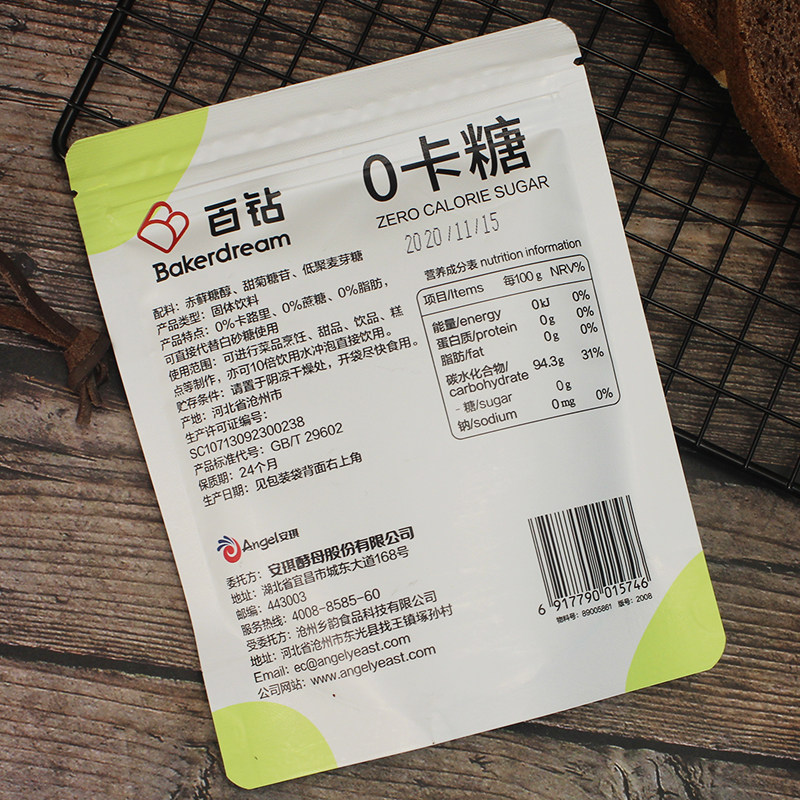 百钻
Bakerdream
0卡糖
ZERO CALORIE SUGAR
2020/11/15
配料：赤藓糖醇、甜菊糖苷、低聚麦芽糖
产品类型：固体饮料
产品特点：0%卡路里、0%蔗糖、0%脂肪，
可直接代替白砂糖使用
使用范围：可进行菜品烹饪、甜品、饮品、糕
点等制作，亦可10倍饮用水冲泡直接饮用。
贮存条件：请置于阴凉干燥处，开袋尽快食用。
产地：河北省沧州市
生产许可证编号：
SC10713092300238
产品标准代号：GB/T 29602
保质期：24个月
生产日期：见包装袋背面右上角
营养成分表 nutrition information
项目/Items 每100g NRV%
能量/energy 0kJ 0%
蛋白质/protein 0g 0%
脂肪/fat 0g 0%
碳水化合物/
carbohydrate 94.3g 31%
- 糖/sugar 0g
钠/sodium 0mg 0%
Angel安琪
委托方：安琪酵母股份有限公司
地址：湖北省宜昌市城东大道168号
邮编：443003
服务热线：4008-8585-60
受委托方：沧州乡韵食品科技有限公司
地址：河北省沧州市东光县找王镇塚孙村
Email: ec@angelyeast.com
公司网站：www.angelyeast.com
6 917790 015746
物料号：89005861 版号：2008